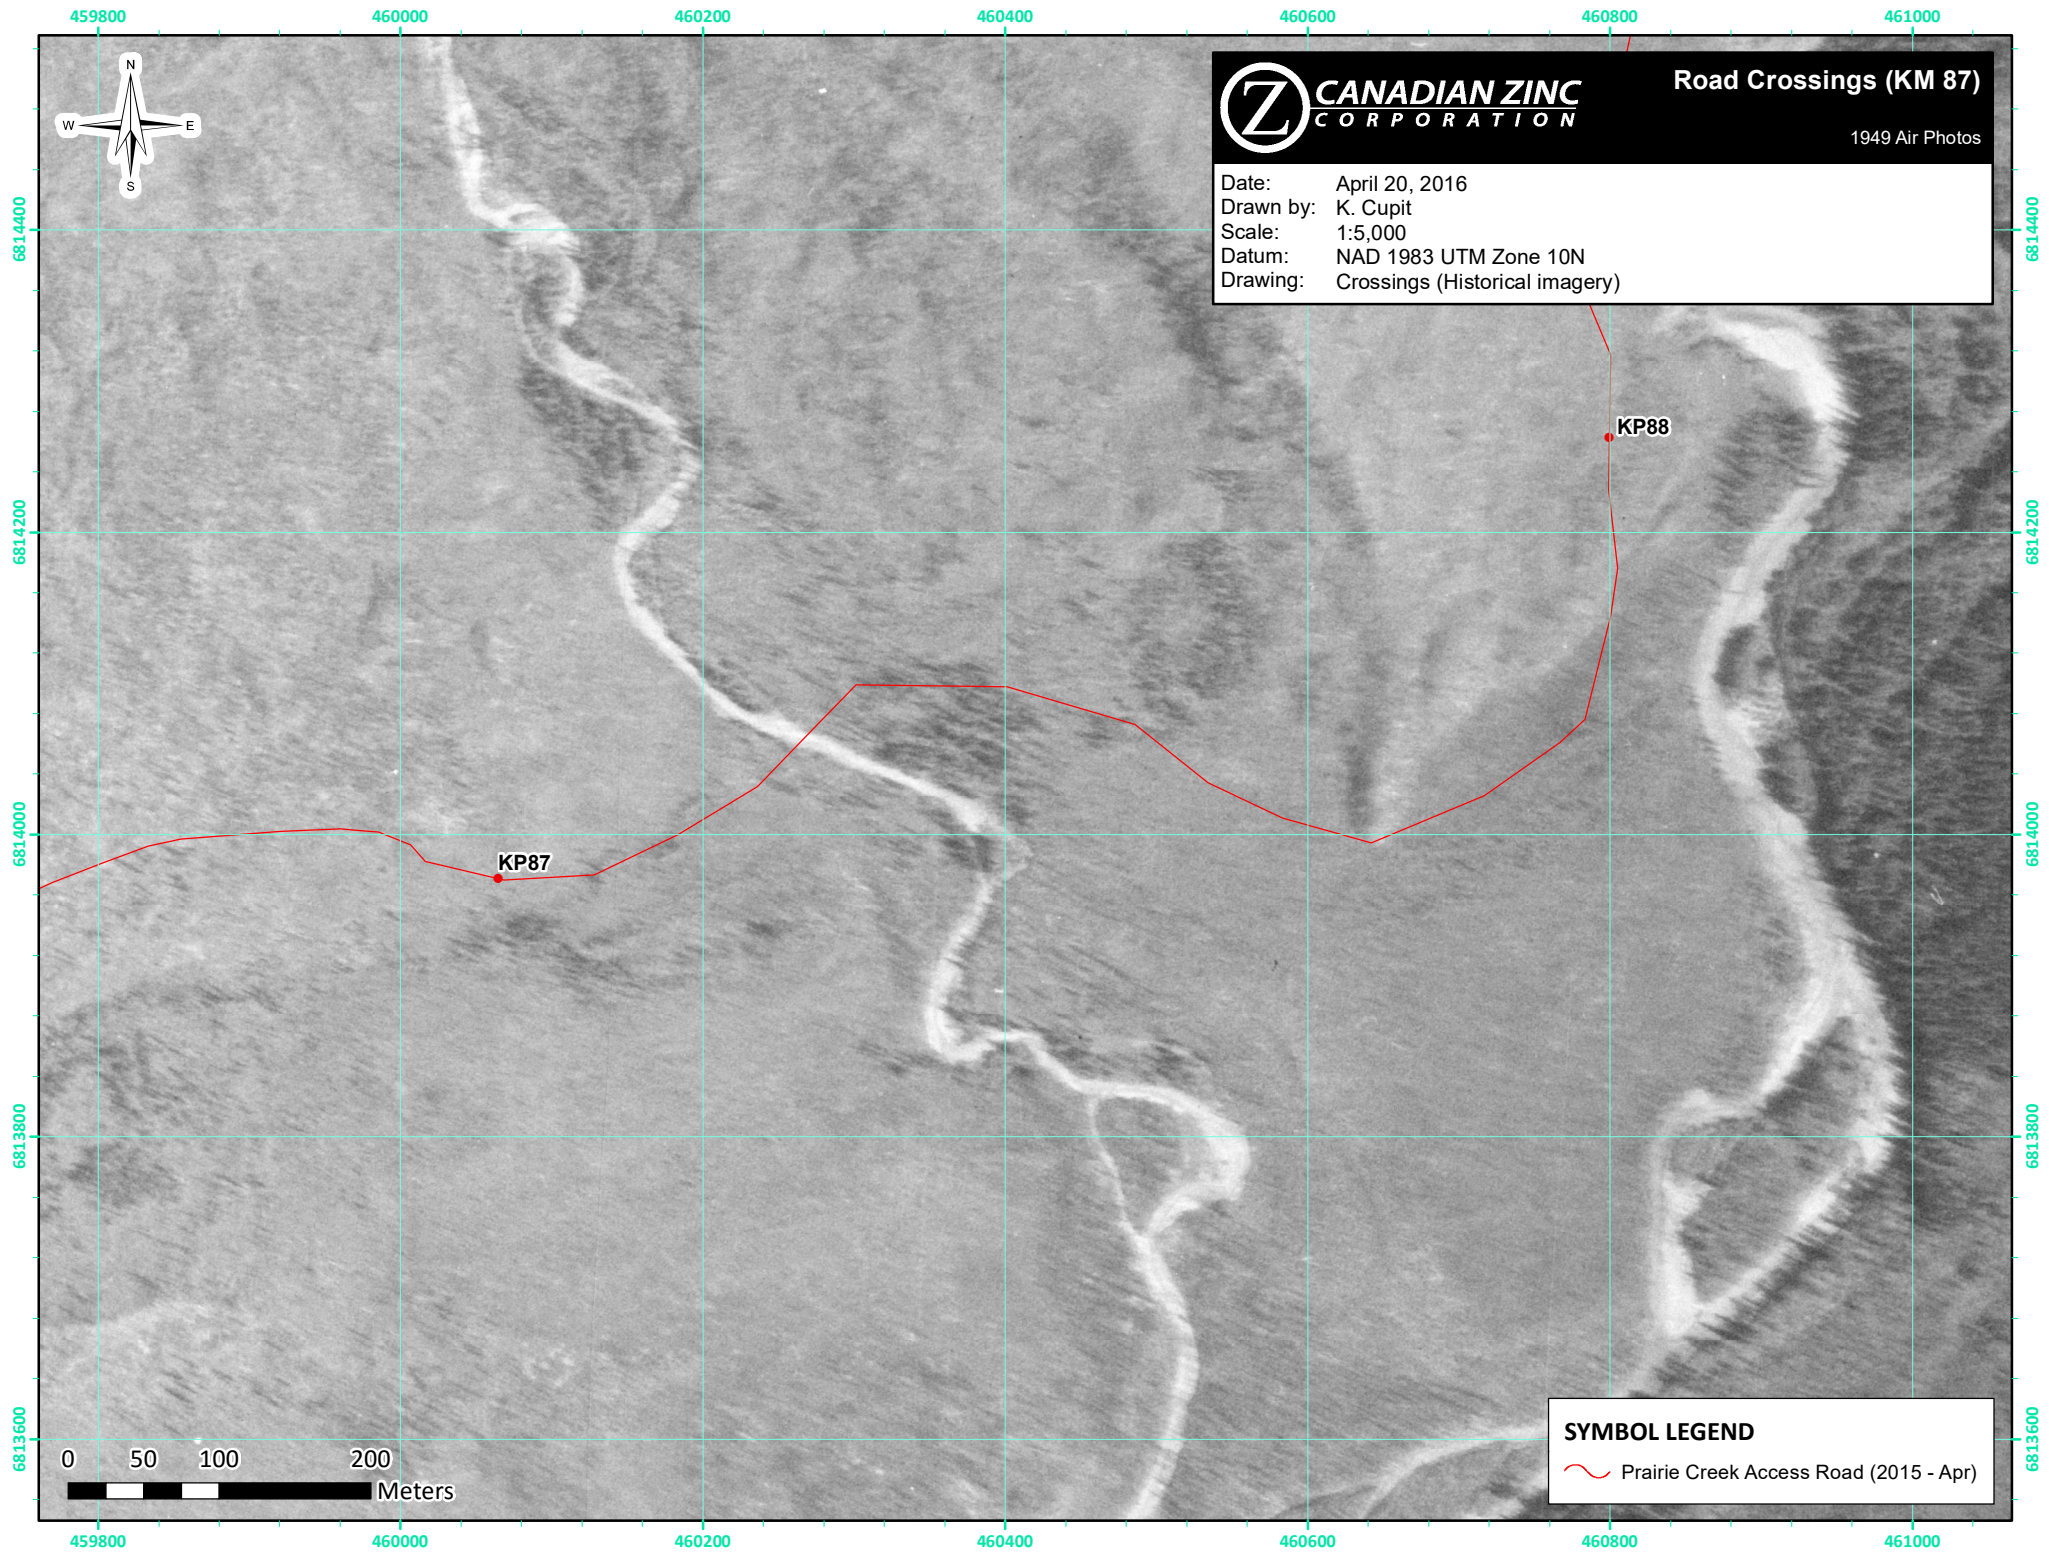 459800 460000 460200 460400 460600 460800 461000
N
W E
S
Z CANADIAN ZINC
CORPORATION
Road Crossings (KM 87)
1949 Air Photos
Date: April 20, 2016
Drawn by: K. Cupit
Scale: 1:5,000
Datum: NAD 1983 UTM Zone 10N
Drawing: Crossings (Historical imagery)
6814400 6814400
KP88
6814200 6814200
6814000 6814000
KP87
6813800 6813800
6813600 6813600
SYMBOL LEGEND
Prairie Creek Access Road (2015 - Apr)
0 50 100 200
Meters
459800 460000 460200 460400 460600 460800 461000